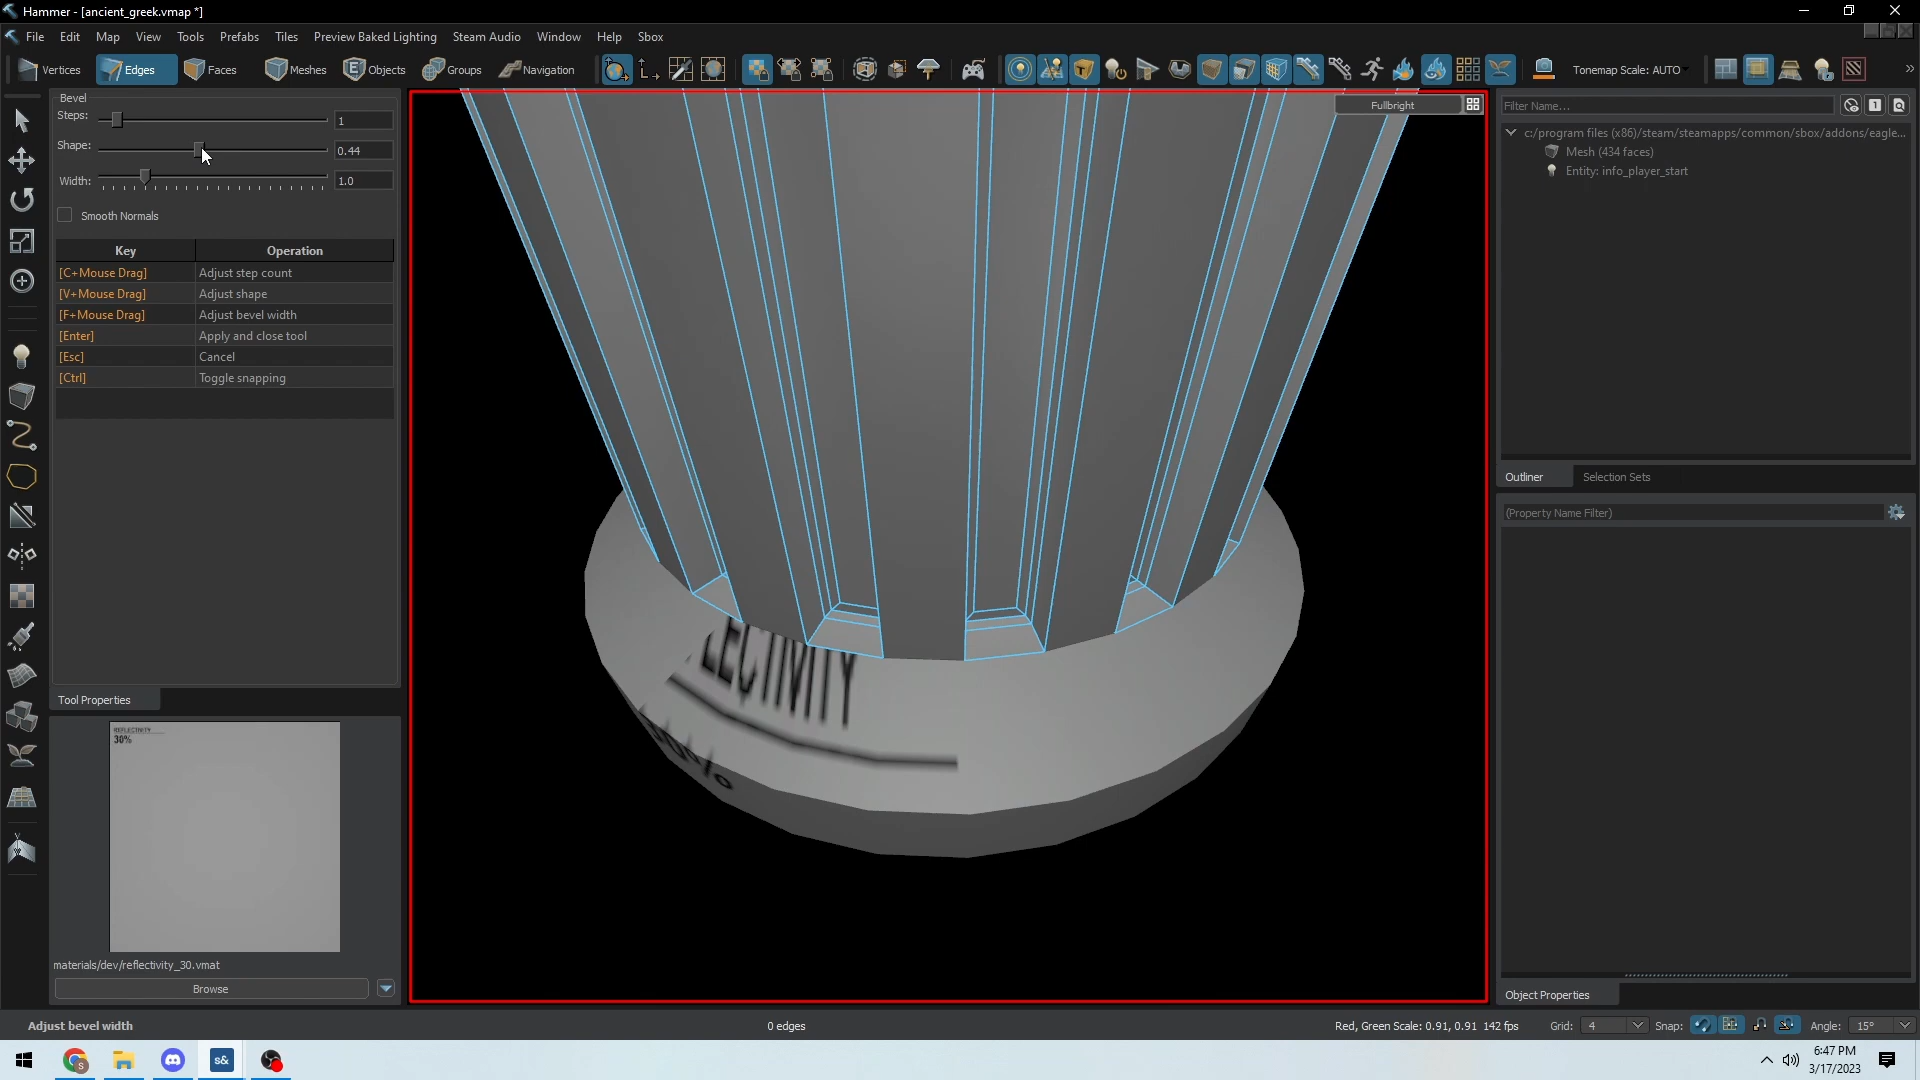 Hammer - [ancient_greek.vmap *]
File Edit Map View Tools Prefabs Tiles Preview Baked Lighting Steam Audio Window Help Sbox
Vertices Edges Faces Meshes Objects Groups Navigation Tonemap Scale: AUTO
Bevel
Steps: 1
Shape: 0.44
Width: 1.0
Smooth Normals
Key Operation
[C+Mouse Drag] Adjust step count
[V+Mouse Drag] Adjust shape
[F+Mouse Drag] Adjust bevel width
[Enter] Apply and close tool
[Esc] Cancel
[Ctrl] Toggle snapping
Tool Properties
REFLECTIVITY
30%
materials/dev/reflectivity_30.vmat
Browse
Fullbright
LECTIVITY
Filter Name...
1
c:/program files (x86)/steam/steamapps/common/sbox/addons/eagle...
Mesh (434 faces)
Entity: info_player_start
Outliner Selection Sets
(Property Name Filter)
Object Properties
Adjust bevel width 0 edges Red, Green Scale: 0.91, 0.91 142 fps Grid: 4 Snap: Angle: 15°
s&
6:47 PM
3/17/2023